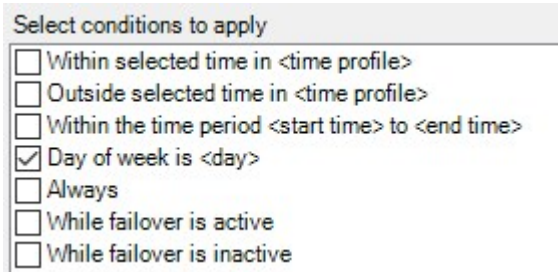 Select conditions to apply
Within selected time in <time profile>
Outside selected time in <time profile>
Within the time period <start time> to <end time>
Day of week is <day>
Always
While failover is active
While failover is inactive